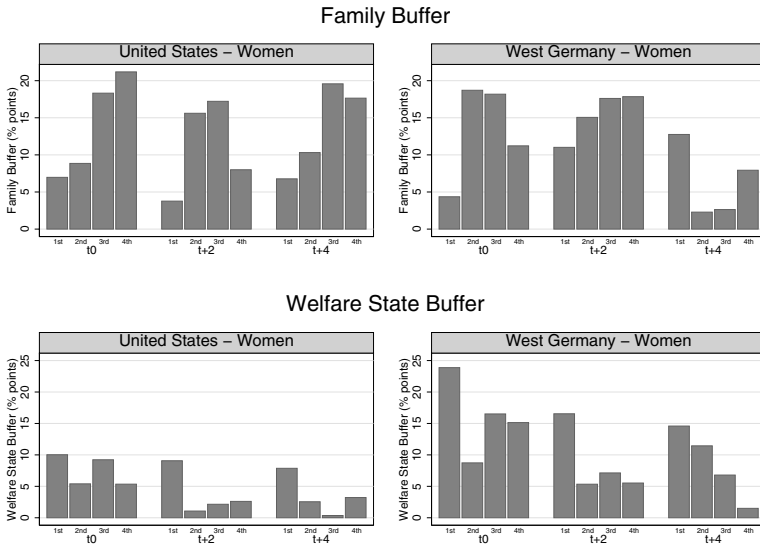 Family Buffer
United States – Women
West Germany – Women
Family Buffer (% points)
0 5 10 15 20
1st 2nd 3rd 4th 1st 2nd 3rd 4th 1st 2nd 3rd 4th
t0 t+2 t+4
Family Buffer (% points)
0 5 10 15 20
1st 2nd 3rd 4th 1st 2nd 3rd 4th 1st 2nd 3rd 4th
t0 t+2 t+4
Welfare State Buffer
United States – Women
West Germany – Women
Welfare State Buffer (% points)
0 5 10 15 20 25
1st 2nd 3rd 4th 1st 2nd 3rd 4th 1st 2nd 3rd 4th
t0 t+2 t+4
Welfare State Buffer (% points)
0 5 10 15 20 25
1st 2nd 3rd 4th 1st 2nd 3rd 4th 1st 2nd 3rd 4th
t0 t+2 t+4